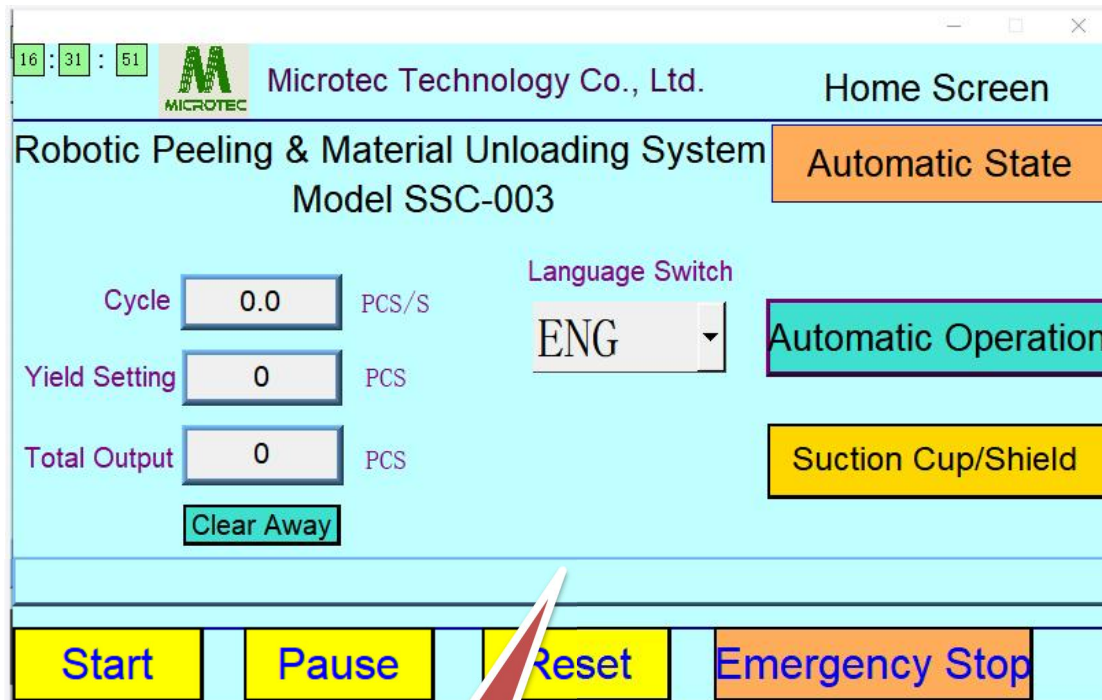 16 : 31 : 51
MICROTEC
Microtec Technology Co., Ltd.
Home Screen
Robotic Peeling & Material Unloading System
Model SSC-003
Automatic State
Language Switch
Cycle 0.0 PCS/S
ENG
Automatic Operation
Yield Setting 0 PCS
Total Output 0 PCS
Suction Cup/Shield
Clear Away
Start Pause Reset Emergency Stop